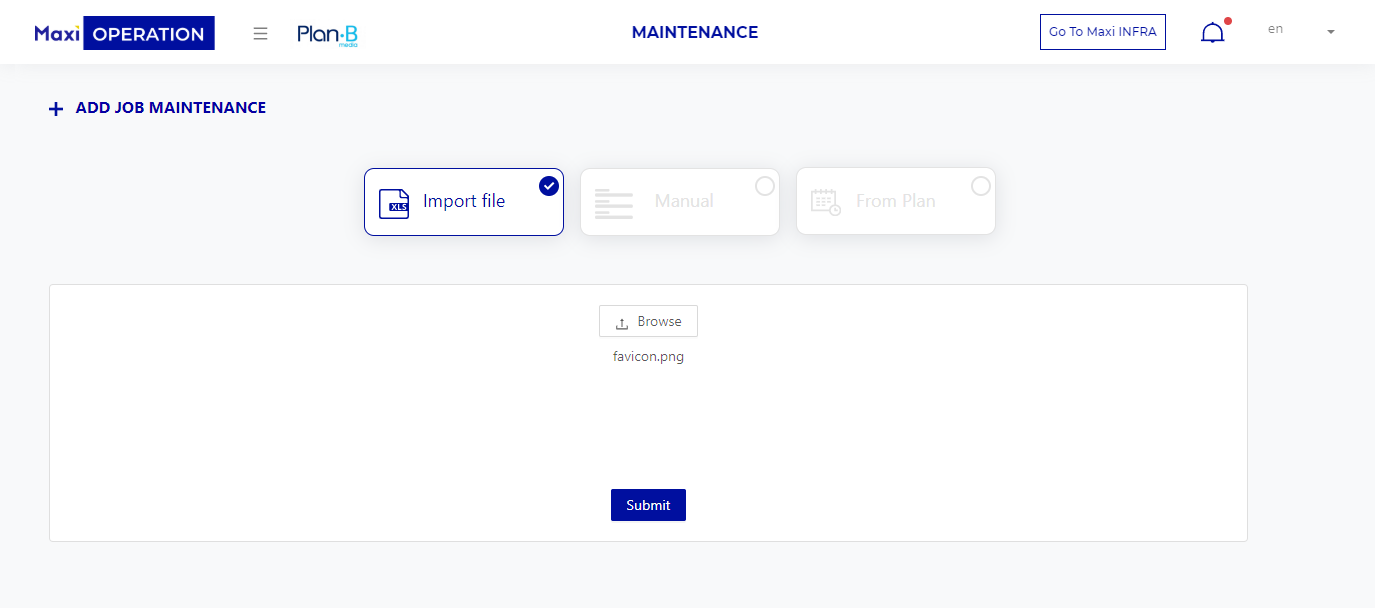 Maxi OPERATION
Plan B media
MAINTENANCE
Go To Maxi INFRA
en
ADD JOB MAINTENANCE
XLS
Import file
Manual
From Plan
Browse
favicon.png
Submit